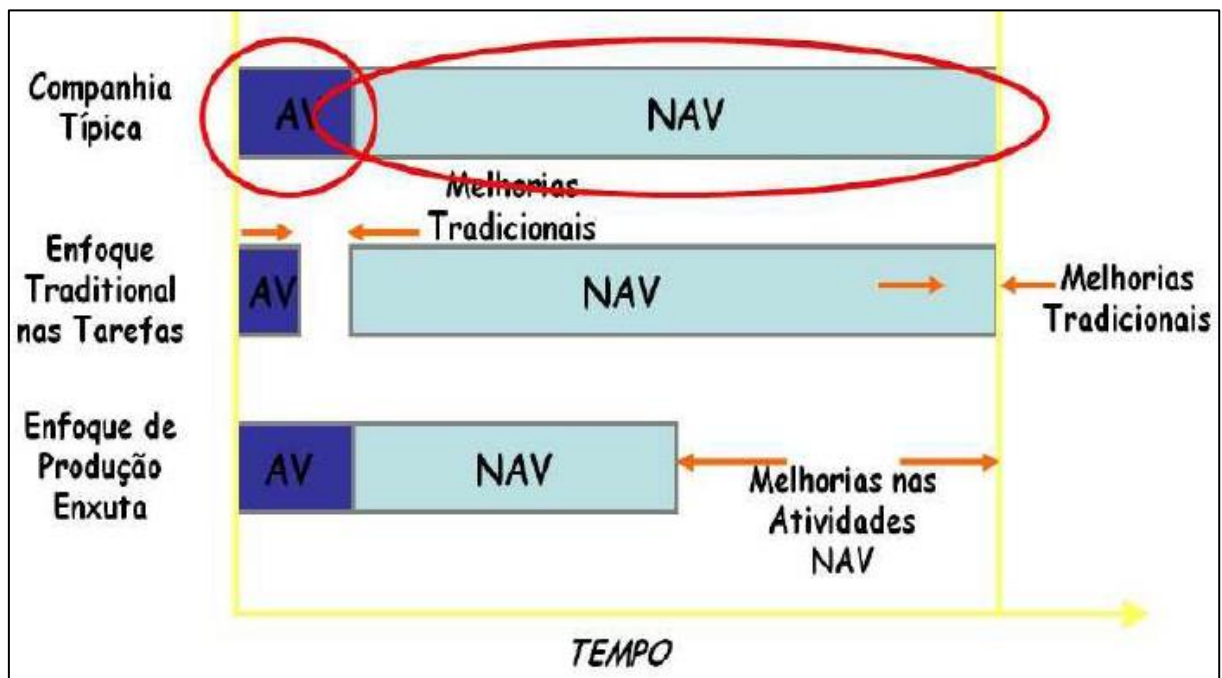 Companhia
Típica
AV
NAV
Melhorias
Tradicionais
Enfoque
Traditional
nas Tarefas
AV
NAV
Melhorias
Tradicionais
Enfoque de
Produção
Enxuta
AV
NAV
Melhorias nas
Atividades
NAV
TEMPO